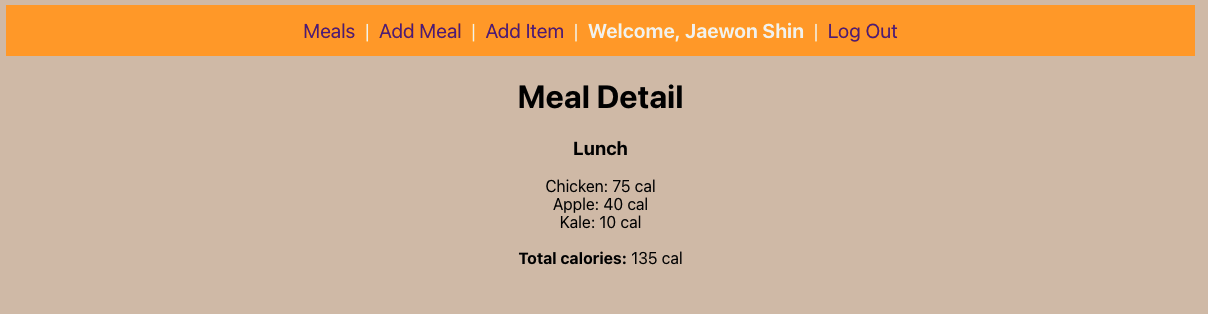 Meals | Add Meal | Add Item | Welcome, Jaewon Shin | Log Out
Meal Detail
Lunch
Chicken: 75 cal
Apple: 40 cal
Kale: 10 cal
Total calories: 135 cal